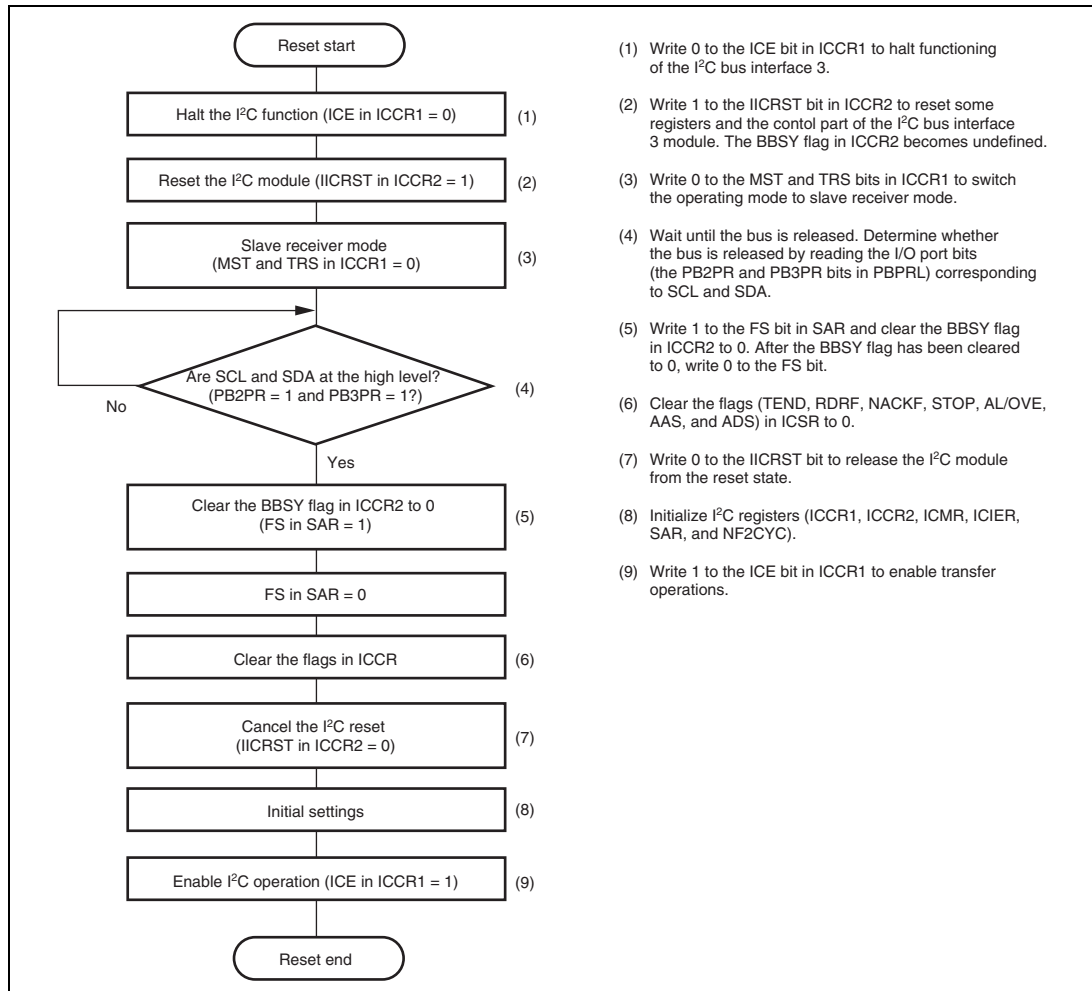 Reset start
Halt the I²C function (ICE in ICCR1 = 0)
(1)
Reset the I²C module (IICRST in ICCR2 = 1)
(2)
Slave receiver mode
(MST and TRS in ICCR1 = 0)
(3)
Are SCL and SDA at the high level?
(PB2PR = 1 and PB3PR = 1?)
(4)
No
Yes
Clear the BBSY flag in ICCR2 to 0
(FS in SAR = 1)
(5)
FS in SAR = 0
Clear the flags in ICCR
(6)
Cancel the I²C reset
(IICRST in ICCR2 = 0)
(7)
Initial settings
(8)
Enable I²C operation (ICE in ICCR1 = 1)
(9)
Reset end
(1) Write 0 to the ICE bit in ICCR1 to halt functioning
of the I²C bus interface 3.
(2) Write 1 to the IICRST bit in ICCR2 to reset some
registers and the contol part of the I²C bus interface
3 module. The BBSY flag in ICCR2 becomes undefined.
(3) Write 0 to the MST and TRS bits in ICCR1 to switch
the operating mode to slave receiver mode.
(4) Wait until the bus is released. Determine whether
the bus is released by reading the I/O port bits
(the PB2PR and PB3PR bits in PBPRL) corresponding
to SCL and SDA.
(5) Write 1 to the FS bit in SAR and clear the BBSY flag
in ICCR2 to 0. After the BBSY flag has been cleared
to 0, write 0 to the FS bit.
(6) Clear the flags (TEND, RDRF, NACKF, STOP, AL/OVE,
AAS, and ADS) in ICSR to 0.
(7) Write 0 to the IICRST bit to release the I²C module
from the reset state.
(8) Initialize I²C registers (ICCR1, ICCR2, ICMR, ICIER,
SAR, and NF2CYC).
(9) Write 1 to the ICE bit in ICCR1 to enable transfer
operations.